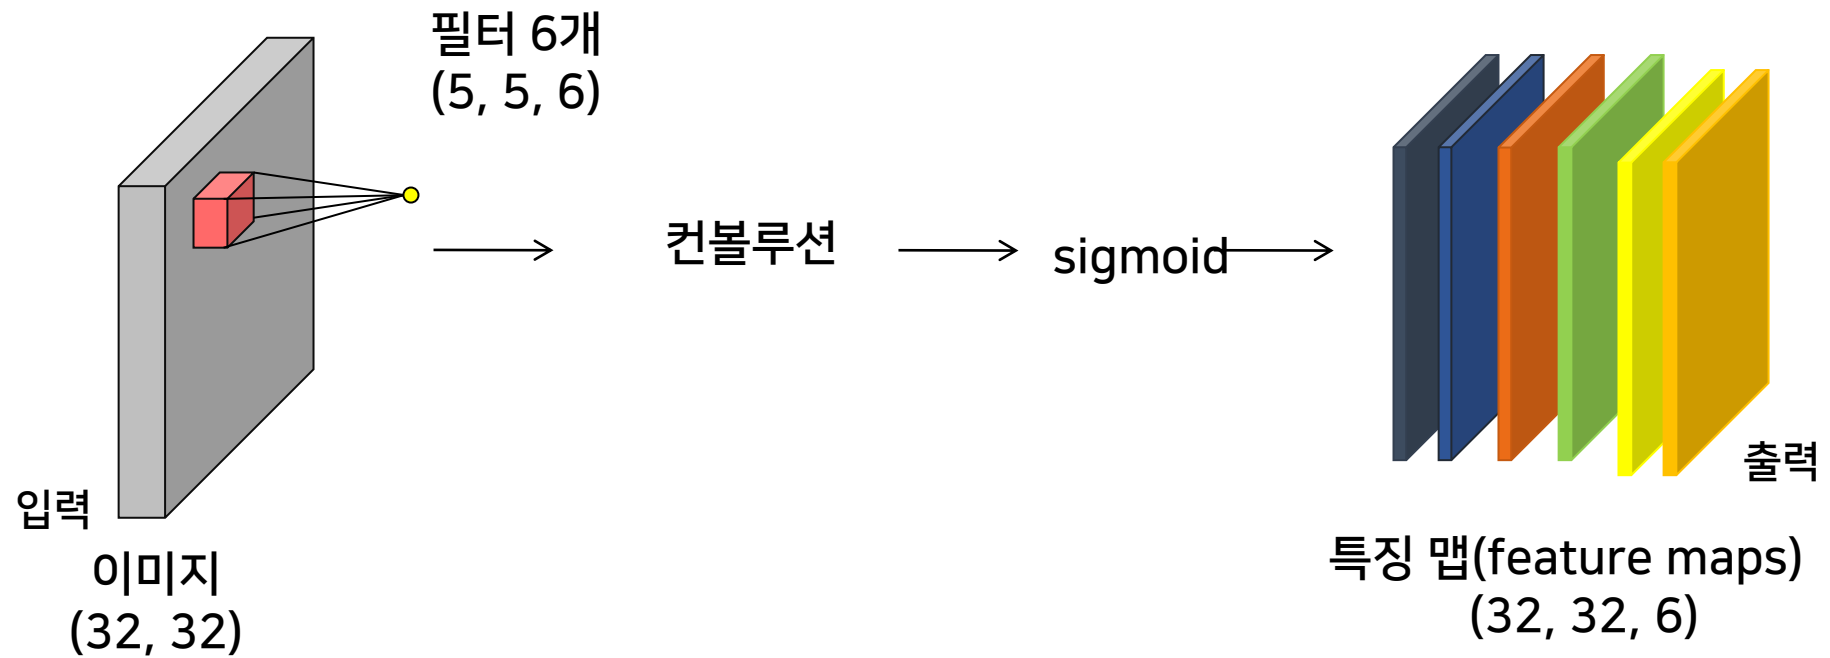 필터 6개
(5, 5, 6)
컨볼루션
sigmoid
입력
이미지
(32, 32)
출력
특징 맵(feature maps)
(32, 32, 6)